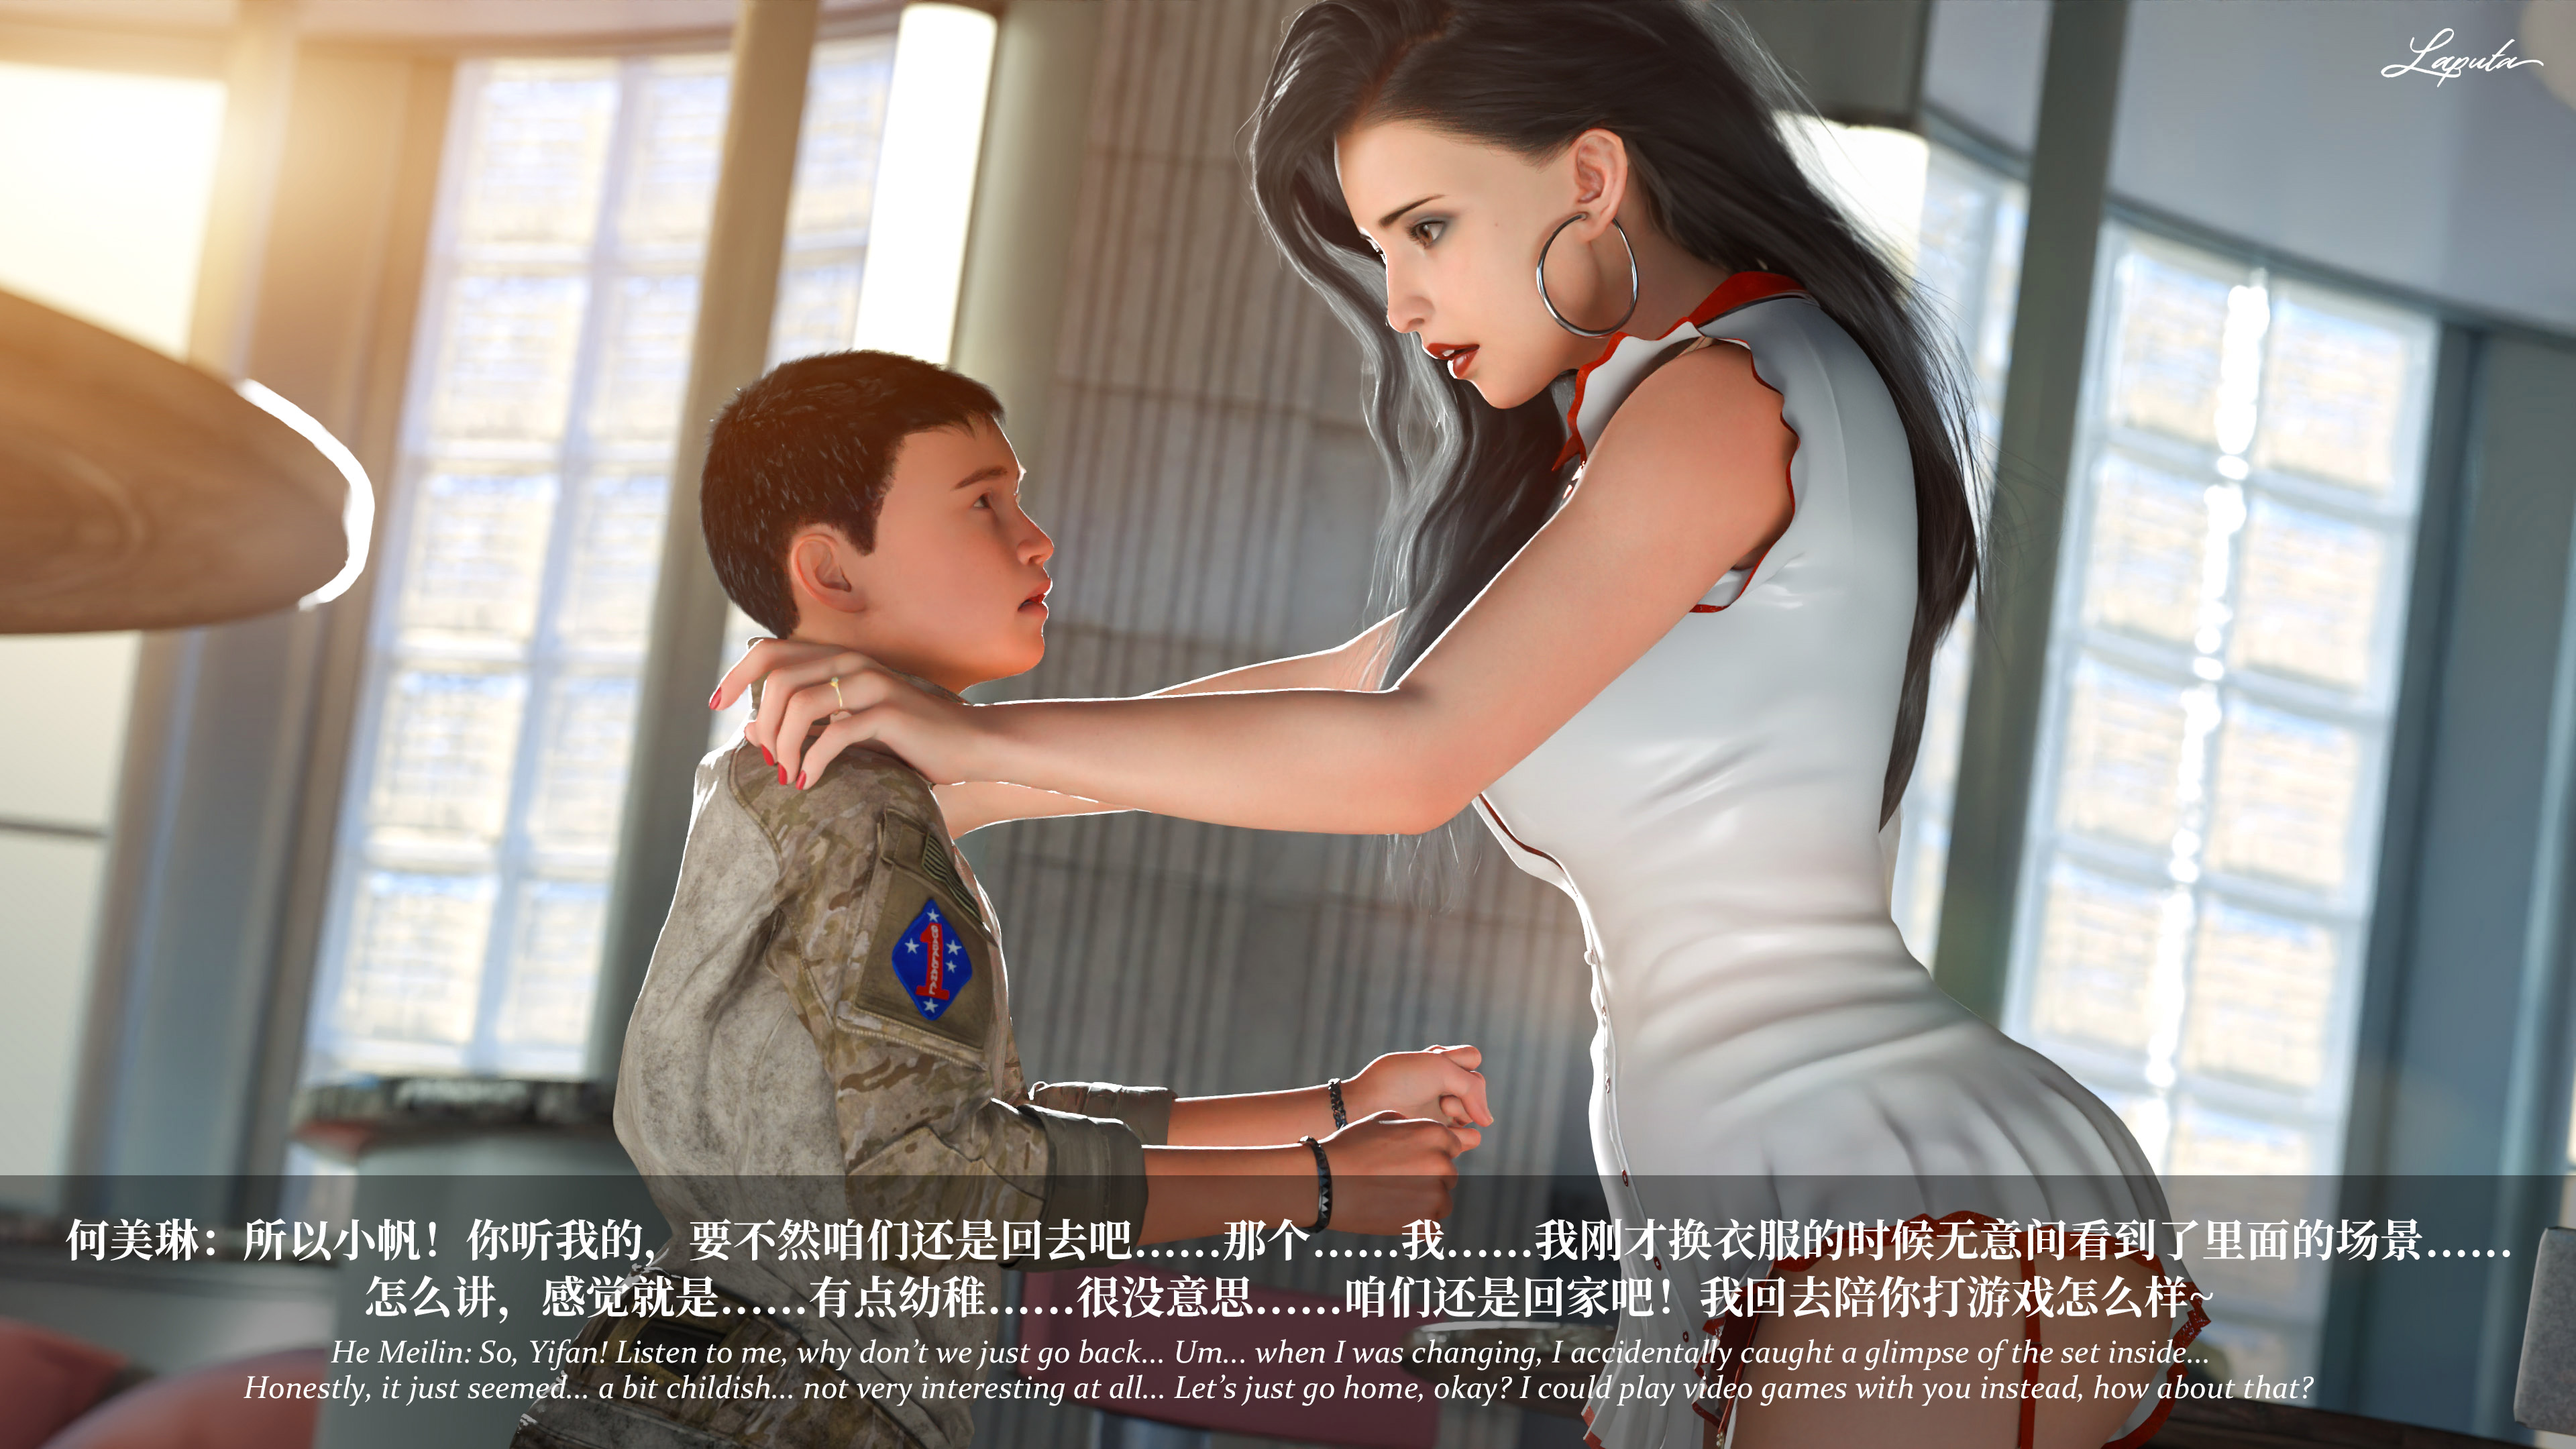 Laputa
何美琳：所以小帆！你听我的，要不然咱们还是回去吧……那个……我……我刚才换衣服的时候无意间看到了里面的场景……
怎么讲，感觉就是……有点幼稚……很没意思……咱们还是回家吧！我回去陪你打游戏怎么样~
He Meilin: So, Yifan! Listen to me, why don’t we just go back... Um... when I was changing, I accidentally caught a glimpse of the set inside...
Honestly, it just seemed... a bit childish... not very interesting at all... Let’s just go home, okay? I could play video games with you instead, how about that?